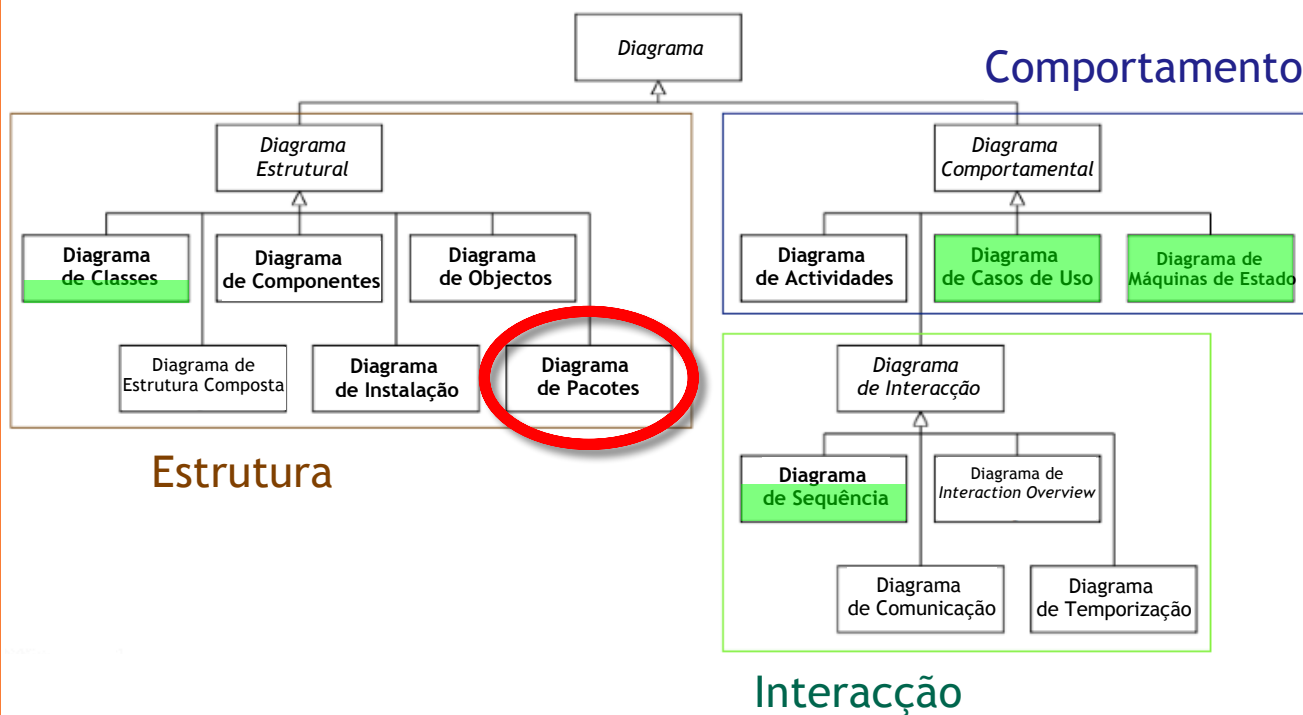 Diagrama
Comportamento
Diagrama
Estrutural
Diagrama
Comportamental
Diagrama
de Classes
Diagrama
de Componentes
Diagrama
de Objectos
Diagrama
de Actividades
Diagrama
de Casos de Uso
Diagrama de
Máquinas de Estado
Diagrama de
Estrutura Composta
Diagrama
de Instalação
Diagrama
de Pacotes
Diagrama
de Interacção
Estrutura
Diagrama
de Sequência
Diagrama de
Interaction Overview
Diagrama
de Comunicação
Diagrama
de Temporização
Interacção